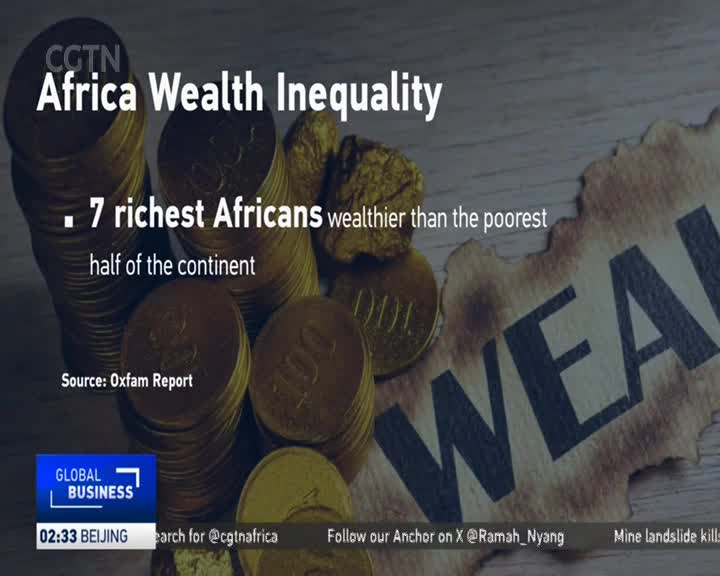 CGTN
Africa Wealth Inequality
. 7 richest Africans wealthier than the poorest
half of the continent
Source: Oxfam Report
WEAL
GLOBAL
BUSINESS
02:33 BEIJING
earch for @cgtnafrica Follow our Anchor on X @Ramah_Nyang Mine landslide kills